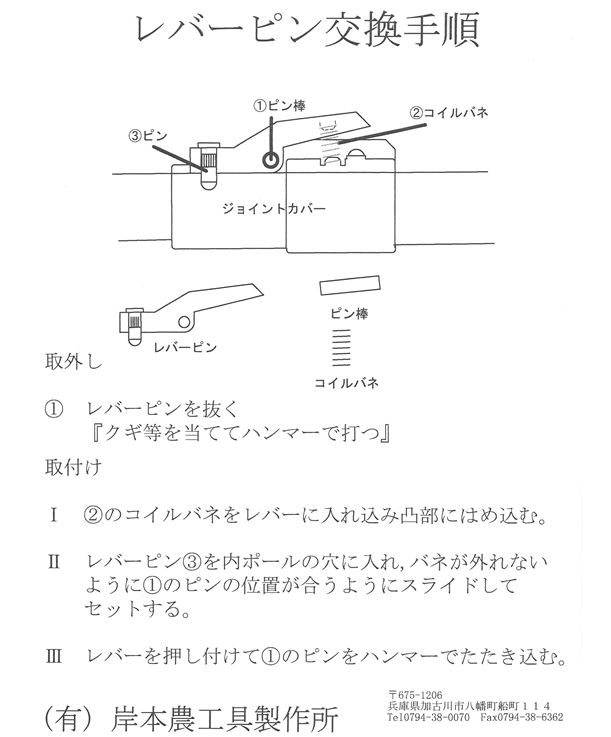 レバーピン交換手順
①ピン棒
②コイルバネ
③ピン
ジョイントカバー
レバーピン
ピン棒
コイルバネ
取外し
① レバーピンを抜く
『クギ等を当ててハンマーで打つ』
取付け
Ⅰ ②のコイルバネをレバーに入れ込み凸部にはめ込む。
Ⅱ レバーピン③を内ポールの穴に入れ,バネが外れない
ように①のピンの位置が合うようにスライドして
セットする。
Ⅲ レバーを押し付けて①のピンをハンマーでたたき込む。
〒675-1206
兵庫県加古川市八幡町船町１１４
Tel0794-38-0070 Fax0794-38-6362
(有) 岸本農工具製作所